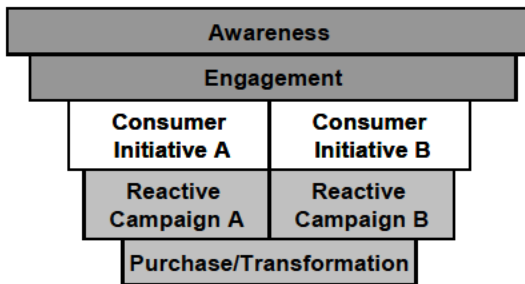 Awareness
Engagement
Consumer
Initiative A
Consumer
Initiative B
Reactive
Campaign A
Reactive
Campaign B
Purchase/Transformation